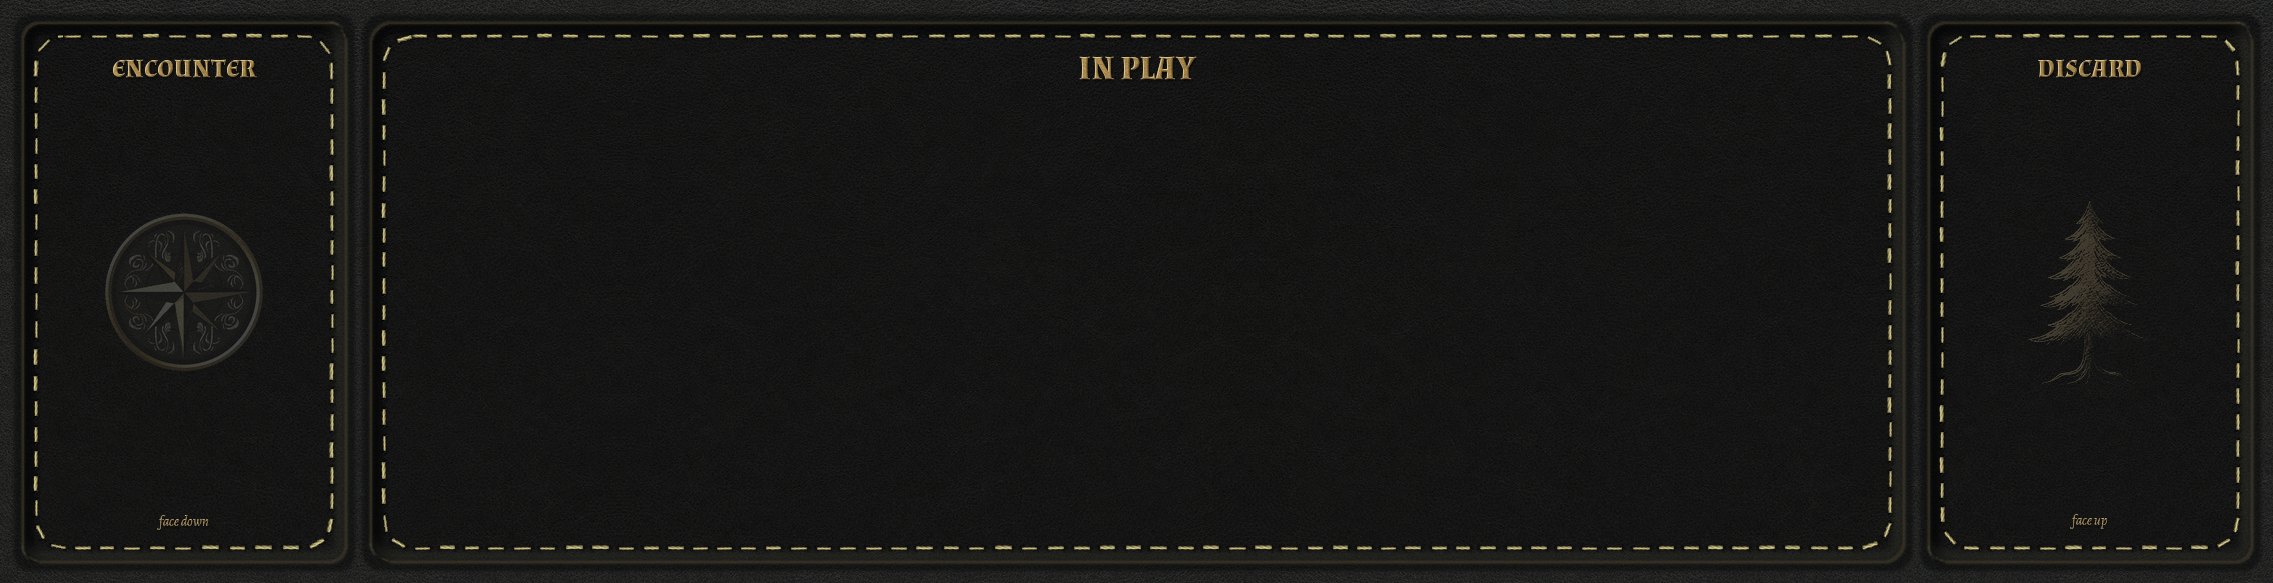 ENCOUNTER
IN PLAY
DISCARD
face down
face up